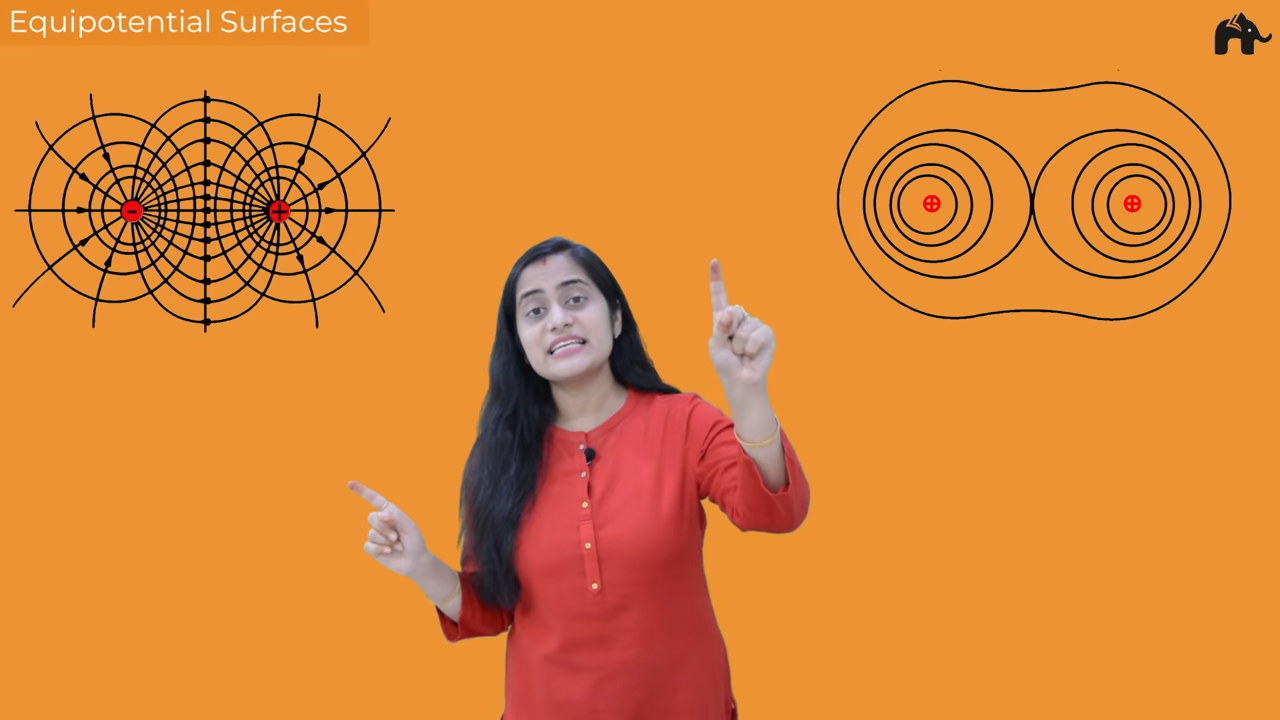 Equipotential Surfaces
-
+
+
+